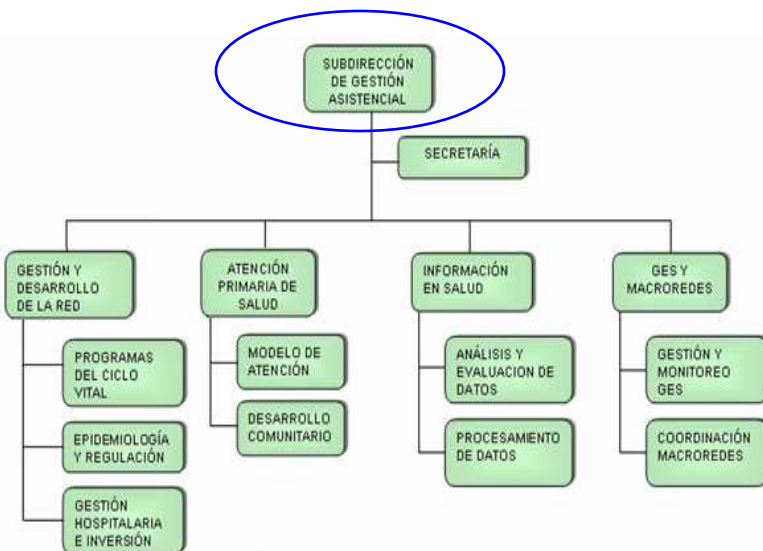 SUBDIRECCIÓN
DE GESTIÓN
ASISTENCIAL
SECRETARÍA
GESTIÓN Y
DESARROLLO
DE LA RED
ATENCIÓN
PRIMARIA DE
SALUD
INFORMACIÓN
EN SALUD
GES Y
MACROREDES
PROGRAMAS
DEL CICLO
VITAL
MODELO DE
ATENCIÓN
ANÁLISIS Y
EVALUACION DE
DATOS
GESTIÓN Y
MONITOREO
GES
EPIDEMIOLOGÍA
Y REGULACIÓN
DESARROLLO
COMUNITARIO
PROCESAMIENTO
DE DATOS
COORDINACIÓN
MACROREDES
GESTIÓN
HOSPITALARIA
E INVERSIÓN